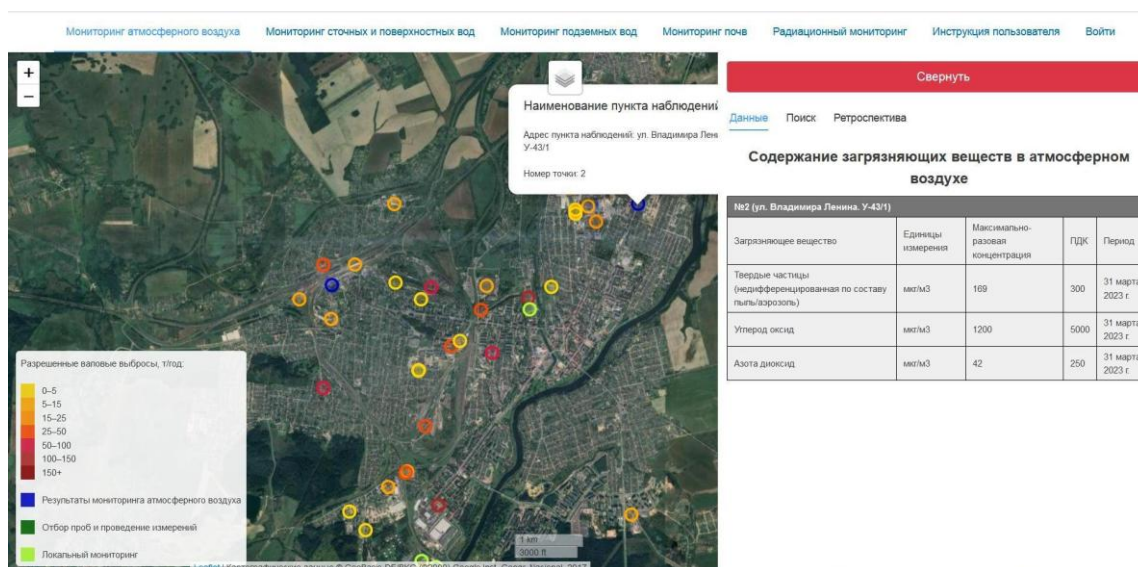 Мониторинг атмосферного воздуха Мониторинг сточных и поверхностных вод Мониторинг подземных вод Мониторинг почв Радиационный мониторинг Инструкция пользователя Войти
+
−
Наименование пункта наблюдений
Адрес пункта наблюдений: ул. Владимира Лени
У-43/1
Номер точки: 2
Разрешенные валовые выбросы, т/год:
0–5
5–15
15–25
25–50
50–100
100–150
150+
Результаты мониторинга атмосферного воздуха
Отбор проб и проведение измерений
Локальный мониторинг
1 km
3000 ft
Свернуть
Данные Поиск Ретроспектива
Содержание загрязняющих веществ в атмосферном
воздухе
№2 (ул. Владимира Ленина. У-43/1)
Загрязняющее вещество
Единицы
измерения
Максимально-
разовая
концентрация
ПДК
Период
Твердые частицы
(недифференцированная по составу
пыль/аэрозоль)
мкг/м3
169
300
31 марта
2023 г.
Углерод оксид
мкг/м3
1200
5000
31 марта
2023 г.
Азота диоксид
мкг/м3
42
250
31 марта
2023 г.